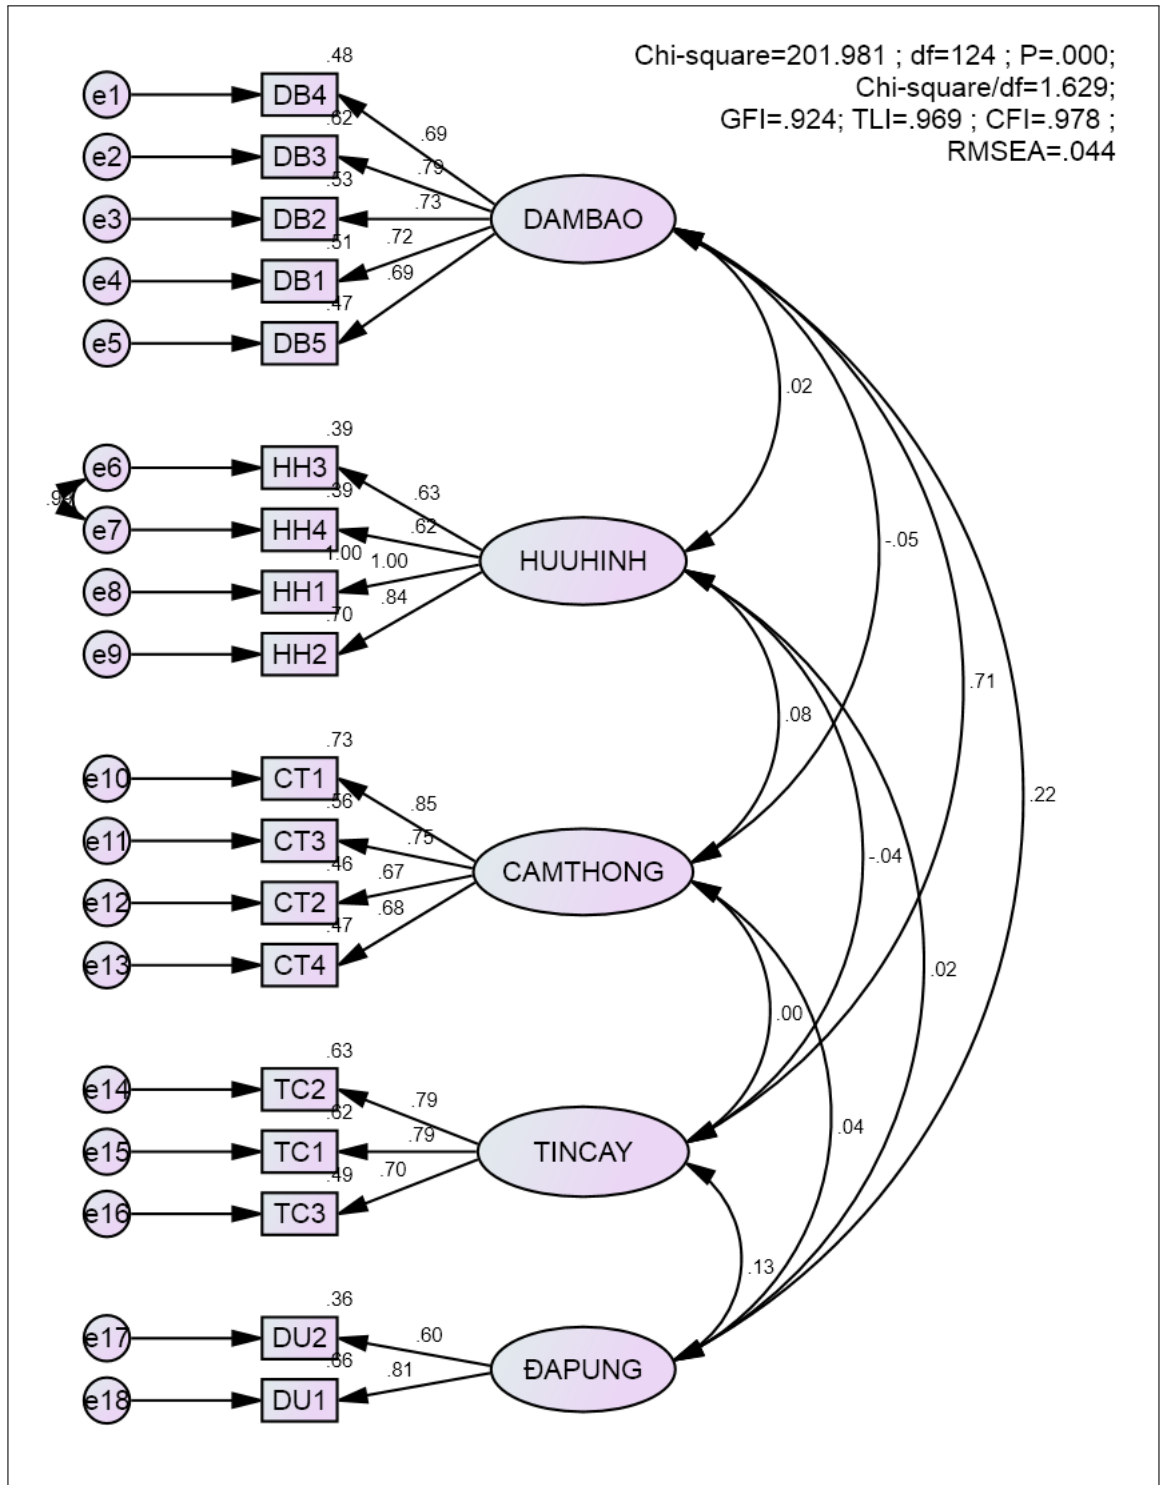 Chi-square=201.981 ; df=124 ; P=.000;
Chi-square/df=1.629;
GFI=.924; TLI=.969 ; CFI=.978 ;
RMSEA=.044
.48
e1 DB4
.69
.62
e2 DB3
.79
.53
e3 DB2
.73
DAMBAO
.51
.72
e4 DB1
.69
.47
e5 DB5
.02
.39
e6 HH3
.63
.39
e7 HH4
.62
-.05
1.00 1.00
HUUHINH
e8 HH1
.84
.70
e9 HH2
.71
.08
.73
e10 CT1
.85
.22
.56
e11 CT3
.75
-.04
.46
.67
CAMTHONG
e12 CT2
.68
.47
e13 CT4
.02
.00
.63
e14 TC2
.79
.62
.79
.04
e15 TC1
TINCAY
.49
.70
e16 TC3
.13
.36
e17 DU2
.60
.66
.81
ĐAPUNG
e18 DU1